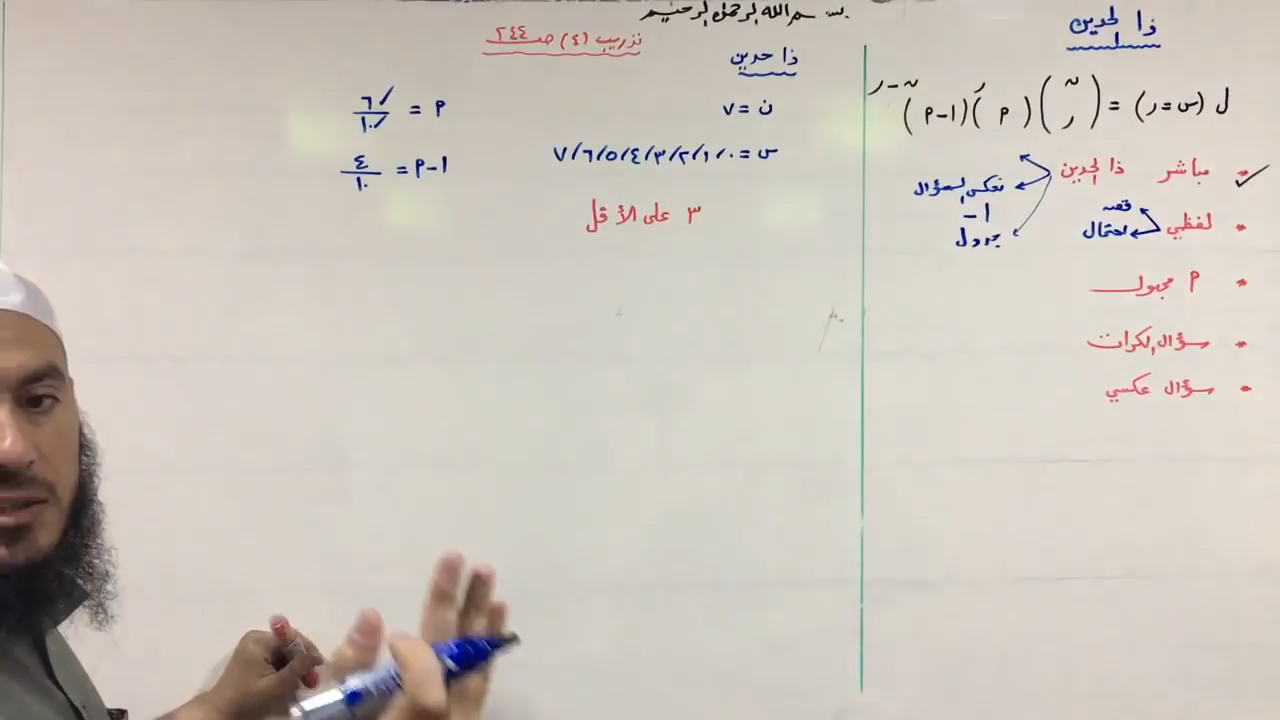 بسم الله الرحمن الرحيم
ذا الحدين
ل (س=ر) = (ن ر) (أ)ر (١-أ)ن-ر
* مباشر ذا الحدين ✓
نعكس السؤال
١-
جدول
* لفظي
قصة
احتمال
* أ مجهول
* سؤال الكرات
* سؤال عكسي
تدريب (٤) ص ٢٤٤
ذا حدين
ن = ٧
س = ٠/١/٢/٣/٤/٥/٦/٧
٣ على الأقل
أ = ٦/١٠
١-أ = ٤/١٠